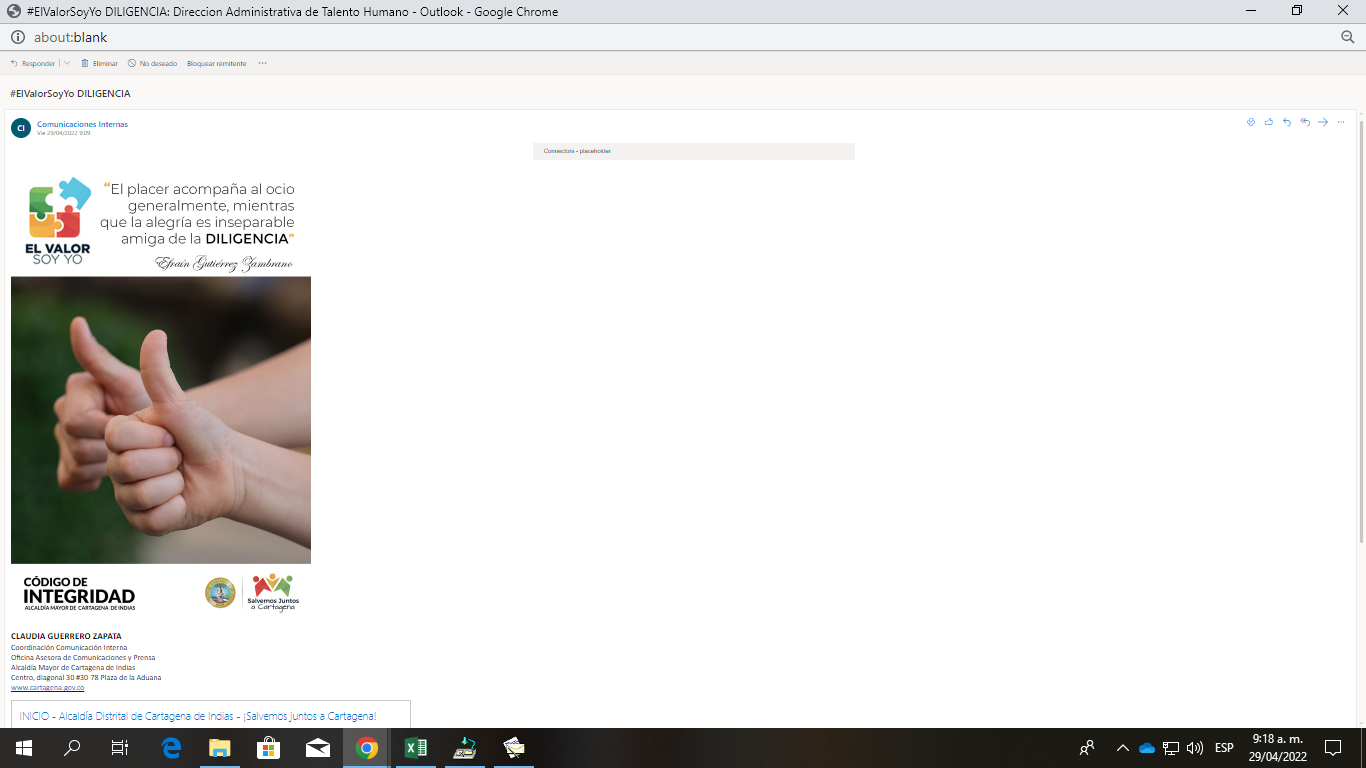 #ElValorSoyYo DILIGENCIA: Direccion Administrativa de Talento Humano - Outlook - Google Chrome
about:blank
Responder
Eliminar
No deseado
Bloquear remitente
#ElValorSoyYo DILIGENCIA
CI
Comunicaciones Internas
Vie 29/04/2022 9:09
Connectors - placeholder
EL VALOR
SOY YO
“El placer acompaña al ocio
generalmente, mientras
que la alegría es inseparable
amiga de la DILIGENCIA”
Efraín Gutiérrez Zambrano
CÓDIGO DE
INTEGRIDAD
ALCALDÍA MAYOR DE CARTAGENA DE INDIAS
Salvemos Juntos
a Cartagena
CLAUDIA GUERRERO ZAPATA
Coordinación Comunicación Interna
Oficina Asesora de Comunicaciones y Prensa
Alcaldía Mayor de Cartagena de Indias
Centro, diagonal 30 #30-78 Plaza de la Aduana
www.cartagena.gov.co
INICIO - Alcaldía Distrital de Cartagena de Indias - ¡Salvemos juntos a Cartagena!
ESP
9:18 a. m.
29/04/2022